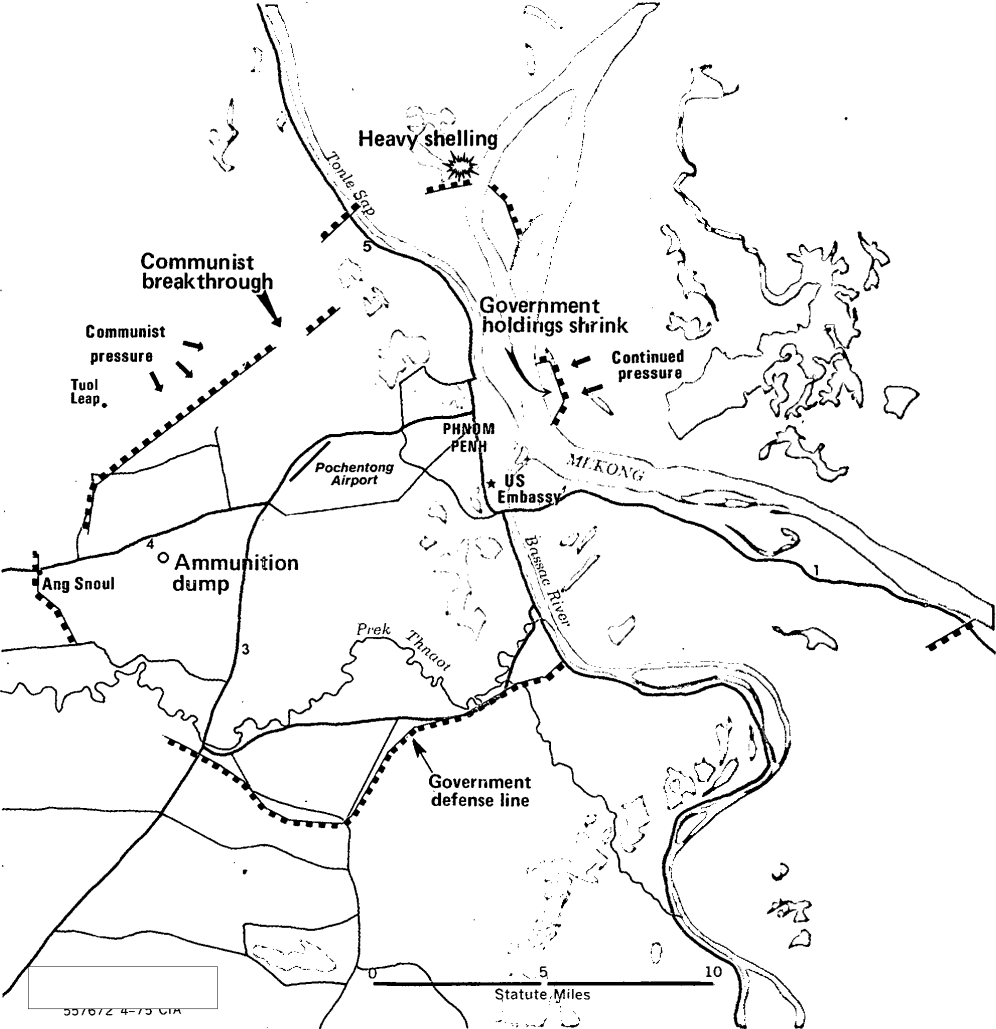 Heavy shelling
Tonle Sap
5
Communist
breakthrough
Government
holdings shrink
Communist
pressure
Continued
pressure
Tuol
Leap
PHNOM
PENH
Pochentong
Airport
MEKONG
US
Embassy
4
Ammunition
dump
Ang Snoul
Bassac River
1
3
Prek Thnaot
Government
defense line
0 5 10
Statute Miles
557672 4-75 CIA